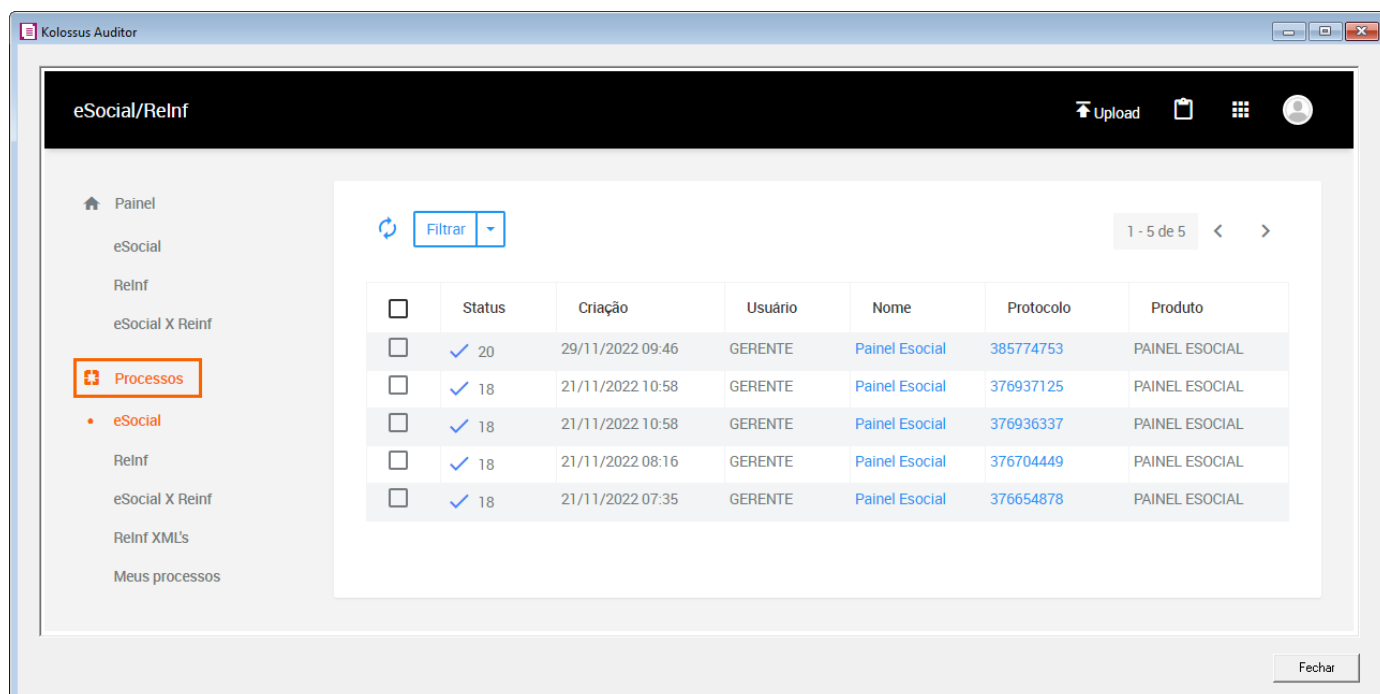 Kolossus Auditor
eSocial/ReInf
Upload
Painel
eSocial
ReInf
eSocial X Reinf
Processos
eSocial
ReInf
eSocial X Reinf
ReInf XML's
Meus processos
Filtrar
1 - 5 de 5
Status Criação Usuário Nome Protocolo Produto
20 29/11/2022 09:46 GERENTE Painel Esocial 385774753 PAINEL ESOCIAL
18 21/11/2022 10:58 GERENTE Painel Esocial 376937125 PAINEL ESOCIAL
18 21/11/2022 10:58 GERENTE Painel Esocial 376936337 PAINEL ESOCIAL
18 21/11/2022 08:16 GERENTE Painel Esocial 376704449 PAINEL ESOCIAL
18 21/11/2022 07:35 GERENTE Painel Esocial 376654878 PAINEL ESOCIAL
Fechar